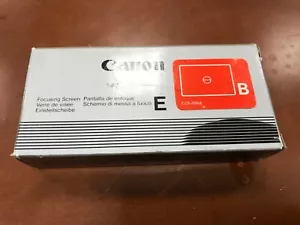 Canon
Focusing Screen Pantalla de enfoque
Verre de visée Schermo di messa a fuoco
Einstellscheibe
E
B